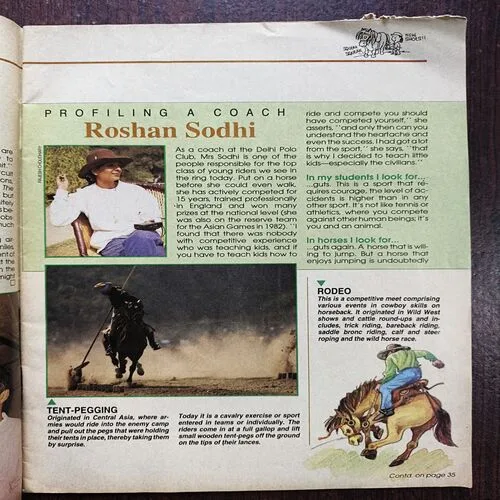 NEW
SHOES!!
PROFILING A COACH
Roshan Sodhi
As a coach at the Delhi Polo
Club, Mrs Sodhi is one of the
people responsible for the top
class of young riders we see in
the ring today. Put on a horse
before she could even walk,
she has actively competed for
15 years, trained professionally
in England and won many
prizes at the national level (she
was also on the reserve team
for the Asian Games in 1982). "I
found that there was nobody
with competitive experience
who was teaching kids, and if
you have to teach kids how to
ride and compete you should
have competed yourself," she
asserts, "and only then can you
understand the heartache and
even the success. I had got a lot
from the sport," she says, "that
is why I decided to teach little
kids—especially the civilians."
In my students I look for...
...guts. This is a sport that re-
quires courage, the level of ac-
cidents is higher than in any
other sport. It's not like tennis or
athletics, where you compete
against other human beings; it's
you and an animal.
In horses I look for...
...guts again. A horse that is will-
ing to jump. But a horse that
enjoys jumping is undoubtedly
RODEO
This is a competitive meet comprising
various events in cowboy skills on
horseback. It originated in Wild West
shows and cattle round-ups and in-
cludes, trick riding, bareback riding,
saddle bronc riding, calf and steer
roping and the wild horse race.
TENT-PEGGING
Originated in Central Asia, where ar-
mies would ride into the enemy camp
and pull out the pegs that were holding
their tents in place, thereby taking them
by surprise.
Today it is a cavalry exercise or sport
entered in teams or individually. The
riders come in at a full gallop and lift
small wooden tent-pegs off the ground
on the tips of their lances.
Contd. on page 35